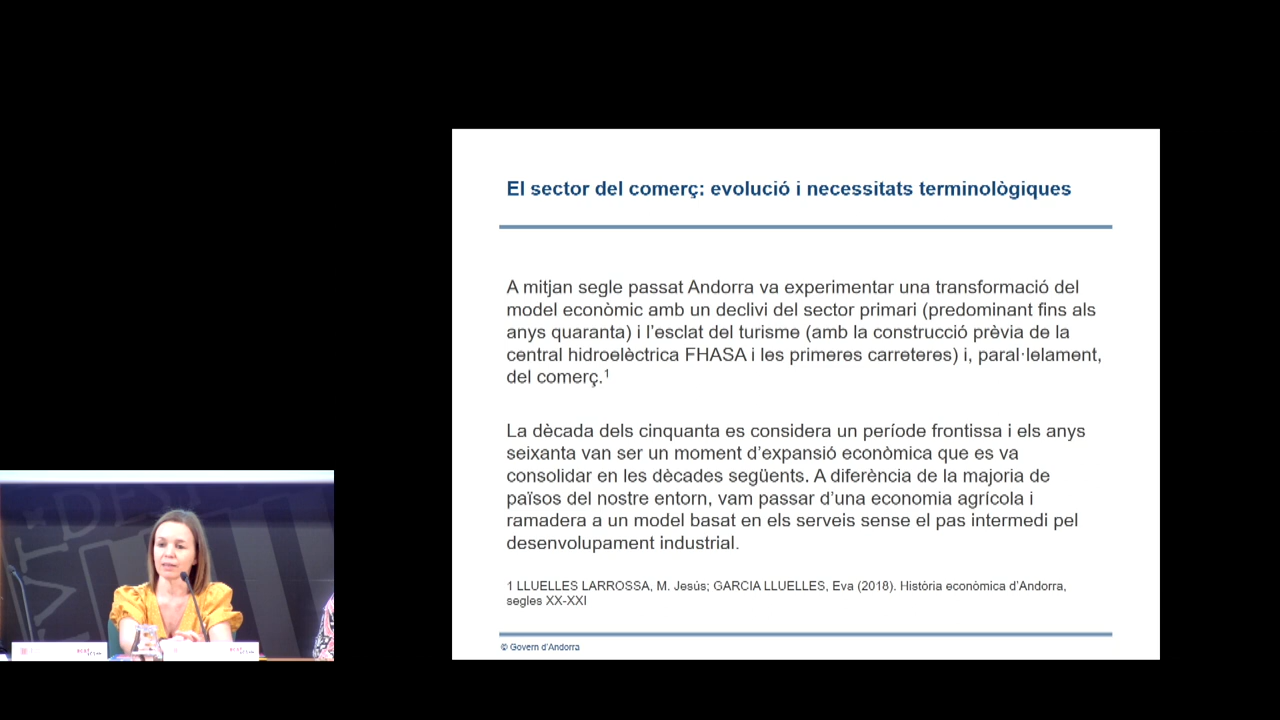 El sector del comerç: evolució i necessitats terminològiques
A mitjan segle passat Andorra va experimentar una transformació del
model econòmic amb un declivi del sector primari (predominant fins als
anys quaranta) i l'esclat del turisme (amb la construcció prèvia de la
central hidroelèctrica FHASA i les primeres carreteres) i, paral·lelament,
del comerç.¹
La dècada dels cinquanta es considera un període frontissa i els anys
seixanta van ser un moment d'expansió econòmica que es va
consolidar en les dècades següents. A diferència de la majoria de
països del nostre entorn, vam passar d'una economia agrícola i
ramadera a un model basat en els serveis sense el pas intermedi pel
desenvolupament industrial.
1 LLUELLES LARROSSA, M. Jesús; GARCIA LLUELLES, Eva (2018). Història econòmica d'Andorra,
segles XX-XXI
© Govern d'Andorra